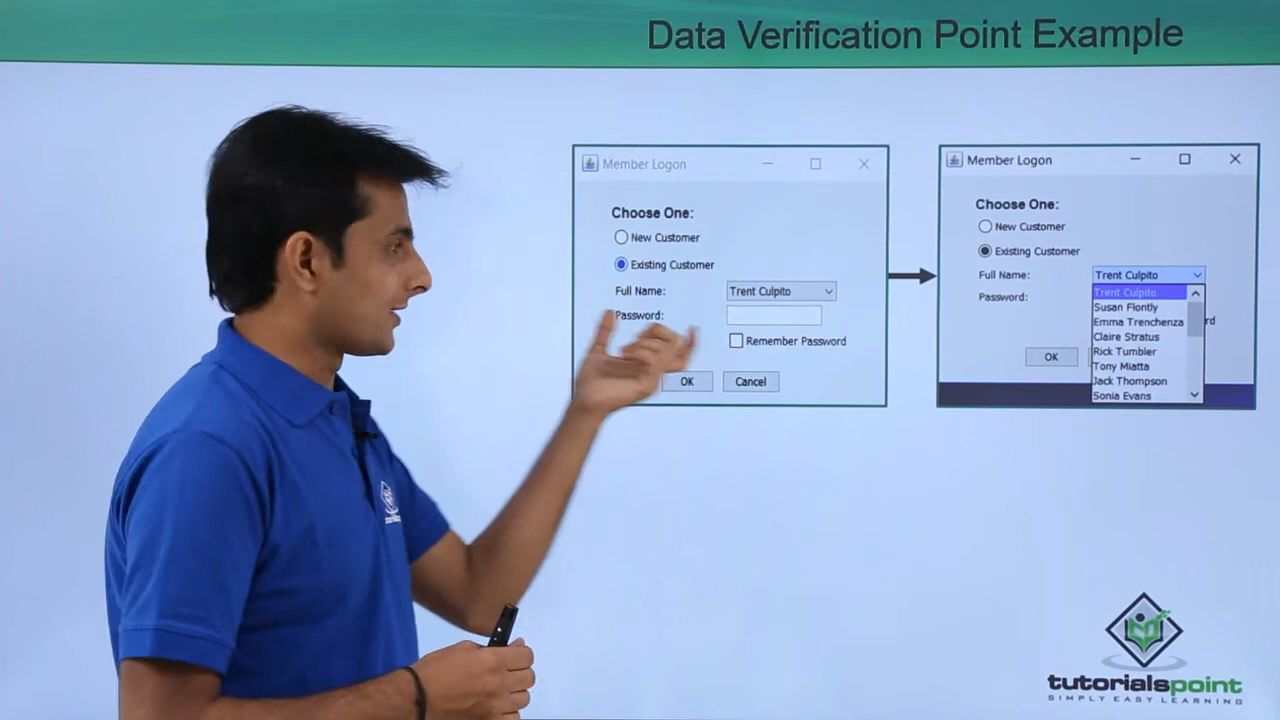 Data Verification Point Example
Member Logon
Choose One:
New Customer
Existing Customer
Full Name:
Trent Culpito
Password:
Remember Password
OK
Cancel
Member Logon
Choose One:
New Customer
Existing Customer
Full Name:
Trent Culpito
Password:
Trent Culpito
Susan Flontly
Emma Trenchenza
Claire Stratus
Rick Tumbler
Tony Miatta
Jack Thompson
Sonia Evans
rd
OK
tutorialspoint
SIMPLY EASY LEARNING